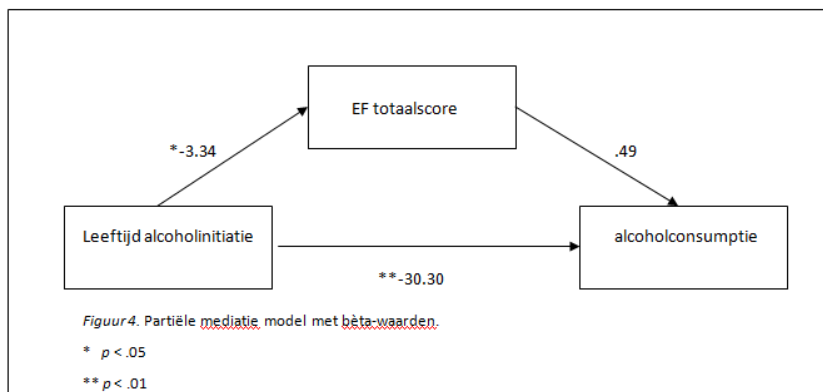 EF totaalscore
*-3.34
.49
Leeftijd alcoholinitiatie
alcoholconsumptie
**-30.30
Figuur 4. Partiële mediatie model met bèta-waarden.
* p < .05
** p < .01